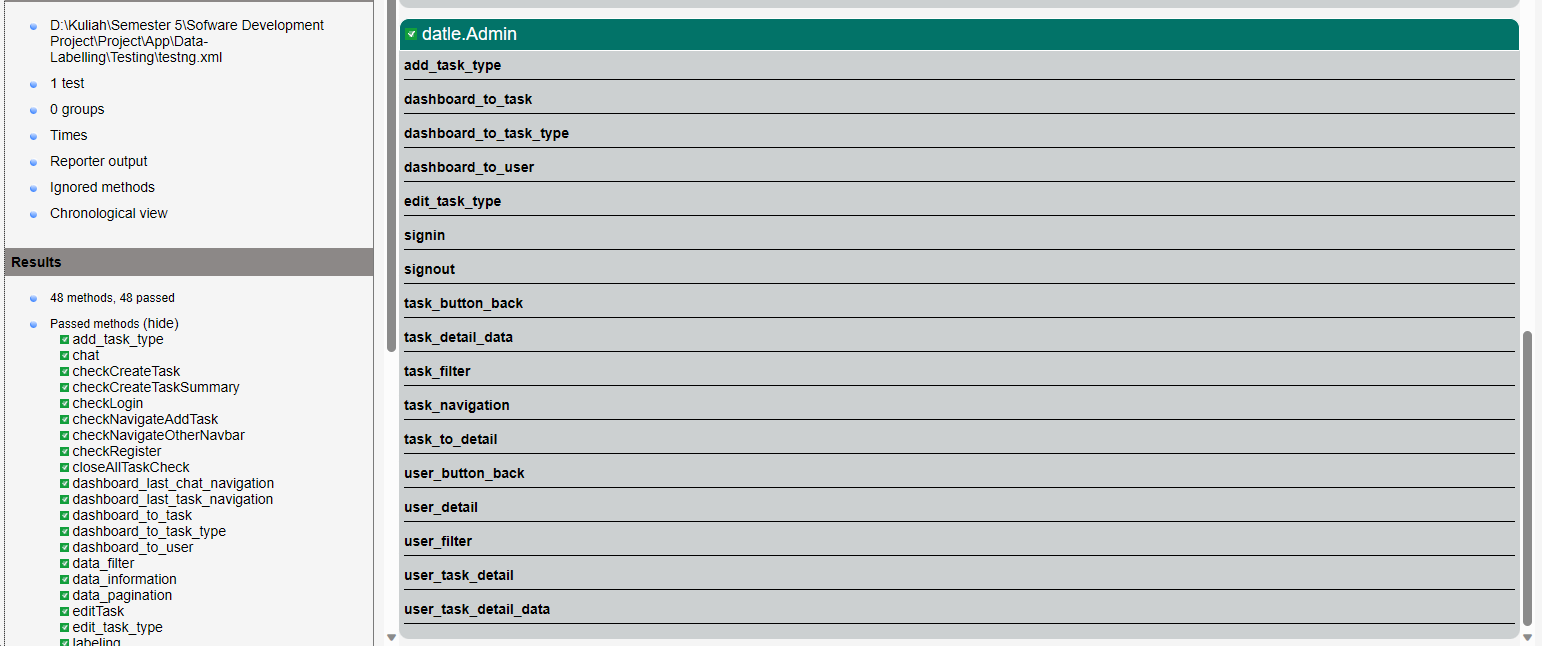 D:\Kuliah\Semester 5\Sofware Development
Project\Project\App\Data-
Labelling\Testing\testng.xml
1 test
0 groups
Times
Reporter output
Ignored methods
Chronological view
Results
48 methods, 48 passed
Passed methods (hide)
add_task_type
chat
checkCreateTask
checkCreateTaskSummary
checkLogin
checkNavigateAddTask
checkNavigateOtherNavbar
checkRegister
closeAllTaskCheck
dashboard_last_chat_navigation
dashboard_last_task_navigation
dashboard_to_task
dashboard_to_task_type
dashboard_to_user
data_filter
data_information
data_pagination
editTask
edit_task_type
labeling
datle.Admin
add_task_type
dashboard_to_task
dashboard_to_task_type
dashboard_to_user
edit_task_type
signin
signout
task_button_back
task_detail_data
task_filter
task_navigation
task_to_detail
user_button_back
user_detail
user_filter
user_task_detail
user_task_detail_data